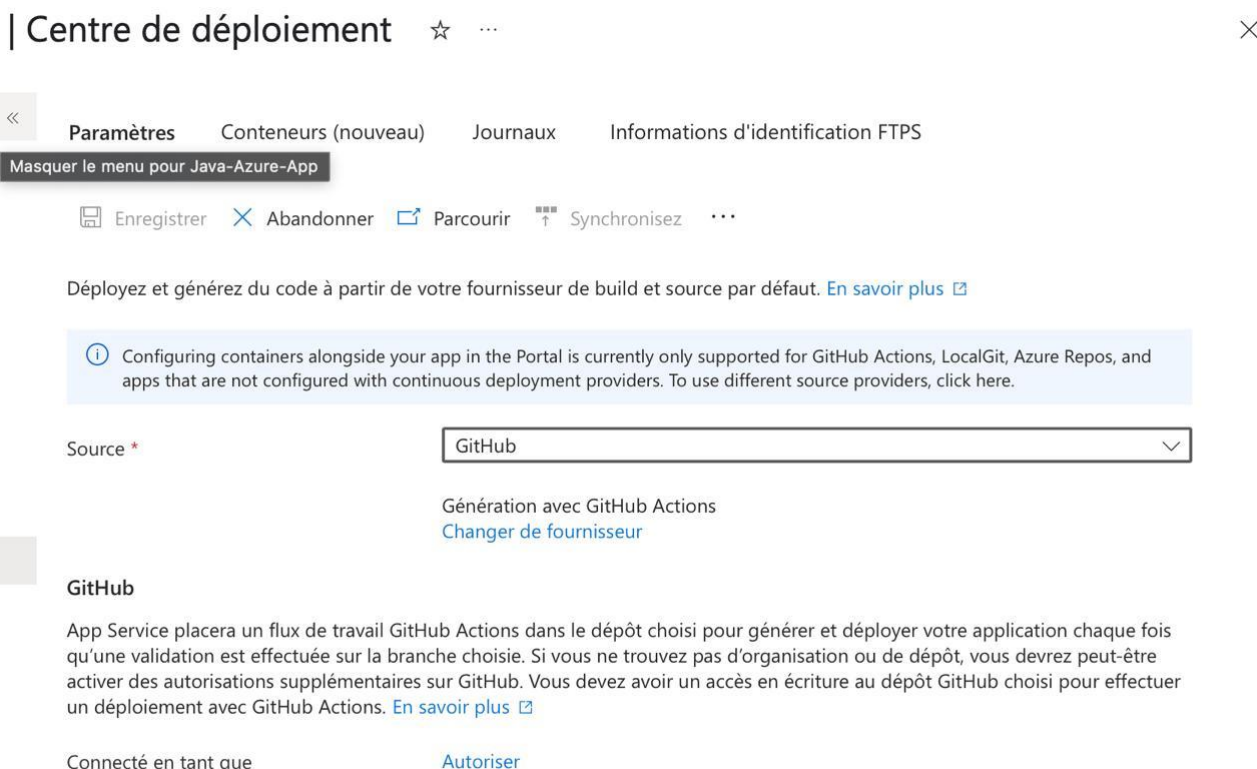 | Centre de déploiement
Paramètres Conteneurs (nouveau) Journaux Informations d'identification FTPS
Masquer le menu pour Java-Azure-App
Enregistrer Abandonner Parcourir Synchronisez
Déployez et générez du code à partir de votre fournisseur de build et source par défaut. En savoir plus
Configuring containers alongside your app in the Portal is currently only supported for GitHub Actions, LocalGit, Azure Repos, and
apps that are not configured with continuous deployment providers. To use different source providers, click here.
Source * GitHub
Génération avec GitHub Actions
Changer de fournisseur
GitHub
App Service placera un flux de travail GitHub Actions dans le dépôt choisi pour générer et déployer votre application chaque fois
qu'une validation est effectuée sur la branche choisie. Si vous ne trouvez pas d’organisation ou de dépôt, vous devrez peut-être
activer des autorisations supplémentaires sur GitHub. Vous devez avoir un accès en écriture au dépôt GitHub choisi pour effectuer
un déploiement avec GitHub Actions. En savoir plus
Connecté en tant que Autoriser